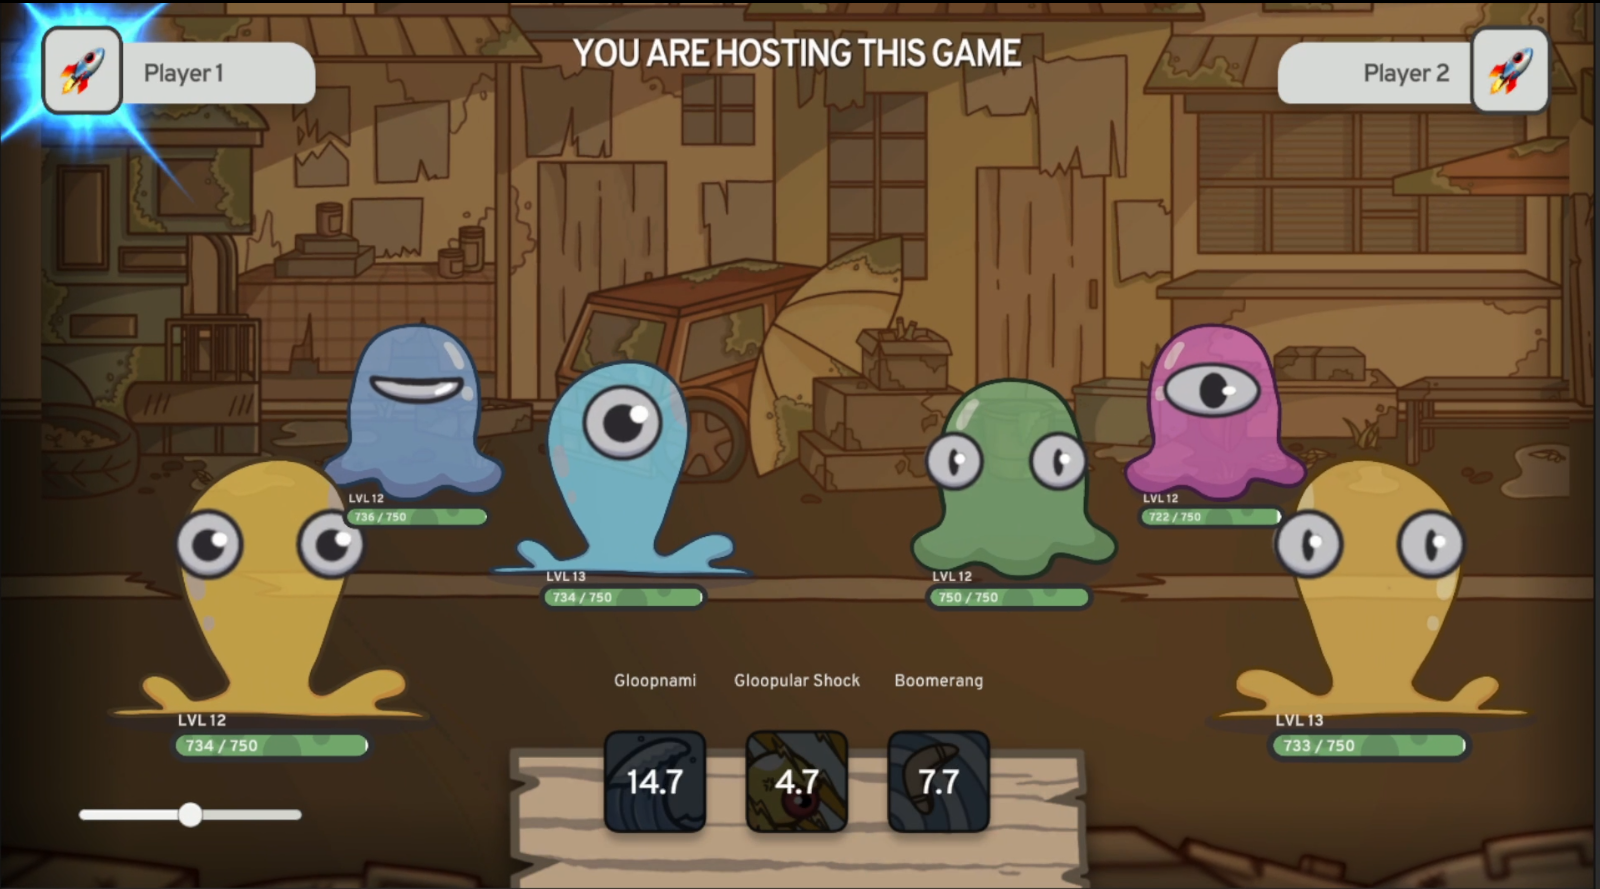 YOU ARE HOSTING THIS GAME
Player 1
Player 2
LVL 12
736 / 750
LVL 12
722 / 750
LVL 13
734 / 750
LVL 12
750 / 750
Gloopnami
Gloopular Shock
Boomerang
LVL 12
734 / 750
LVL 13
733 / 750
14.7
4.7
7.7